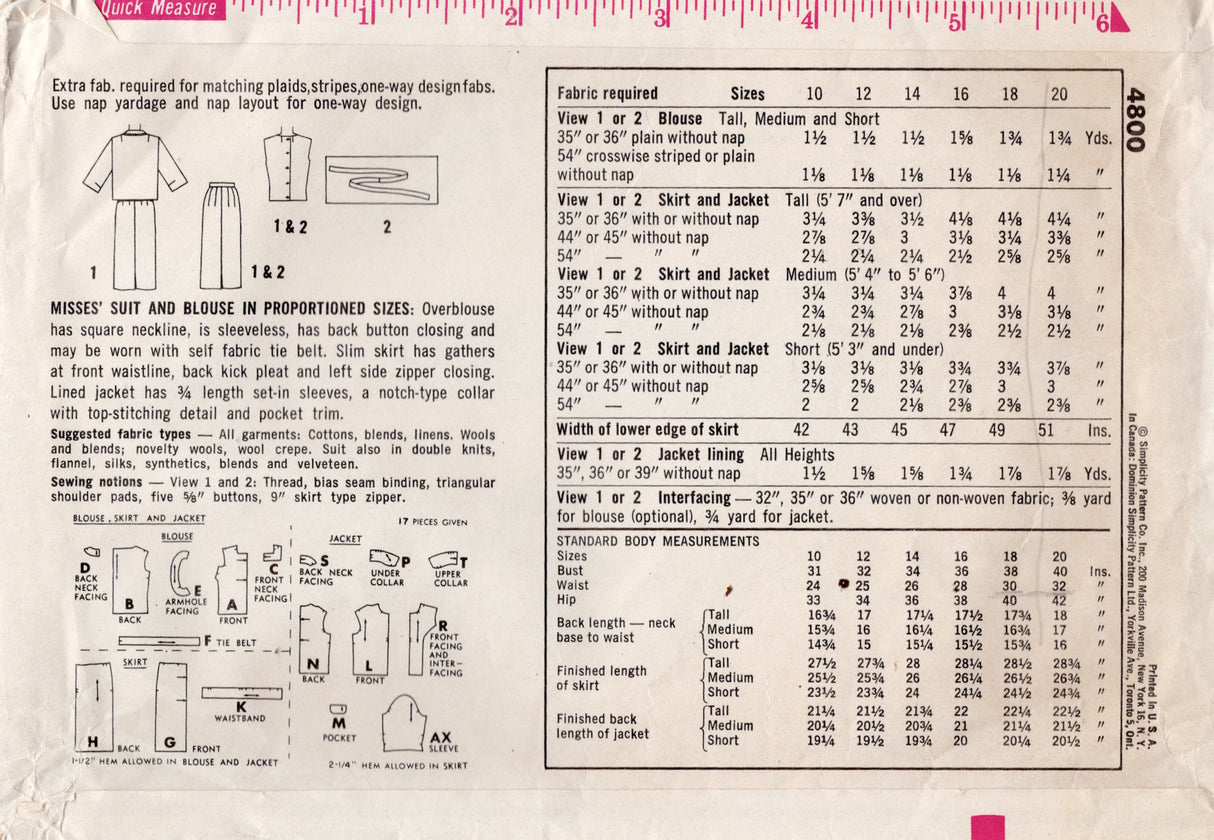 Quick Measure
1 2 3 4 5 6
Extra fab. required for matching plaids,stripes,one-way design fabs.
Use nap yardage and nap layout for one-way design.
1
1 & 2
1 & 2
2
MISSES' SUIT AND BLOUSE IN PROPORTIONED SIZES: Overblouse
has square neckline, is sleeveless, has back button closing and
may be worn with self fabric tie belt. Slim skirt has gathers
at front waistline, back kick pleat and left side zipper closing.
Lined jacket has ¾ length set-in sleeves, a notch-type collar
with top-stitching detail and pocket trim.
Suggested fabric types — All garments: Cottons, blends, linens. Wools
and blends; novelty wools, wool crepe. Suit also in double knits,
flannel, silks, synthetics, blends and velveteen.
Sewing notions — View 1 and 2: Thread, bias seam binding, triangular
shoulder pads, five ⅝″ buttons, 9″ skirt type zipper.
BLOUSE, SKIRT AND JACKET
17 PIECES GIVEN
BLOUSE
D
BACK
NECK
FACING
B
BACK
E
ARMHOLE
FACING
A
FRONT
C
FRONT
NECK
FACING
F TIE BELT
SKIRT
H
BACK
G
FRONT
K
WAISTBAND
1-1/2" HEM ALLOWED IN BLOUSE AND JACKET
JACKET
S
BACK NECK
FACING
P
UNDER
COLLAR
T
UPPER
COLLAR
N
BACK
L
FRONT
R
FRONT
FACING
AND
INTER-
FACING
M
POCKET
AX
SLEEVE
2-1/4" HEM ALLOWED IN SKIRT
Fabric required Sizes 10 12 14 16 18 20
View 1 or 2 Blouse Tall, Medium and Short
35″ or 36″ plain without nap 1½ 1½ 1½ 1⅝ 1¾ 1¾ Yds.
54″ crosswise striped or plain
without nap 1⅛ 1⅛ 1⅛ 1⅛ 1⅛ 1¼ ″
View 1 or 2 Skirt and Jacket Tall (5' 7" and over)
35″ or 36″ with or without nap 3¼ 3⅜ 3½ 4⅛ 4⅛ 4¼ ″
44″ or 45″ without nap 2⅞ 2⅞ 3 3⅛ 3¼ 3⅜ ″
54″ — ″ ″ 2¼ 2¼ 2¼ 2½ 2⅝ 2⅝ ″
View 1 or 2 Skirt and Jacket Medium (5' 4" to 5' 6")
35″ or 36″ with or without nap 3¼ 3¼ 3¼ 3⅞ 4 4 ″
44″ or 45″ without nap 2¾ 2¾ 2⅞ 3 3⅛ 3⅛ ″
54″ — ″ ″ 2⅛ 2⅛ 2⅛ 2⅜ 2½ 2½ ″
View 1 or 2 Skirt and Jacket Short (5' 3" and under)
35″ or 36″ with or without nap 3⅛ 3⅛ 3⅛ 3¾ 3¾ 3⅞ ″
44″ or 45″ without nap 2⅝ 2⅝ 2¾ 2⅞ 3 3 ″
54″ — ″ ″ 2 2 2⅛ 2⅜ 2⅜ 2⅜ ″
Width of lower edge of skirt 42 43 45 47 49 51 Ins.
View 1 or 2 Jacket lining All Heights
35″, 36″ or 39″ without nap 1½ 1⅝ 1⅝ 1¾ 1⅞ 1⅞ Yds.
View 1 or 2 Interfacing — 32″, 35″ or 36″ woven or non-woven fabric; ⅜ yard
for blouse (optional), ¾ yard for jacket.
STANDARD BODY MEASUREMENTS
Sizes 10 12 14 16 18 20
Bust 31 32 34 36 38 40 Ins.
Waist 24 25 26 28 30 32 ″
Hip 33 34 36 38 40 42 ″
Back length — neck base to waist
Tall 16¾ 17 17¼ 17½ 17¾ 18 ″
Medium 15¾ 16 16¼ 16½ 16¾ 17 ″
Short 14¾ 15 15¼ 15½ 15¾ 16 ″
Finished length of skirt
Tall 27½ 27¾ 28 28¼ 28½ 28¾ ″
Medium 25½ 25¾ 26 26¼ 26½ 26¾ ″
Short 23½ 23¾ 24 24¼ 24½ 24¾ ″
Finished back length of jacket
Tall 21¼ 21½ 21¾ 22 22¼ 22½ ″
Medium 20¼ 20½ 20¾ 21 21¼ 21½ ″
Short 19¼ 19½ 19¾ 20 20¼ 20½ ″
4800
© Simplicity Pattern Co. Inc., 200 Madison Avenue, New York 16, N. Y.
In Canada: Dominion Simplicity Pattern Ltd., Yorkville Ave., Toronto 5, Ont.
Printed in U. S. A.